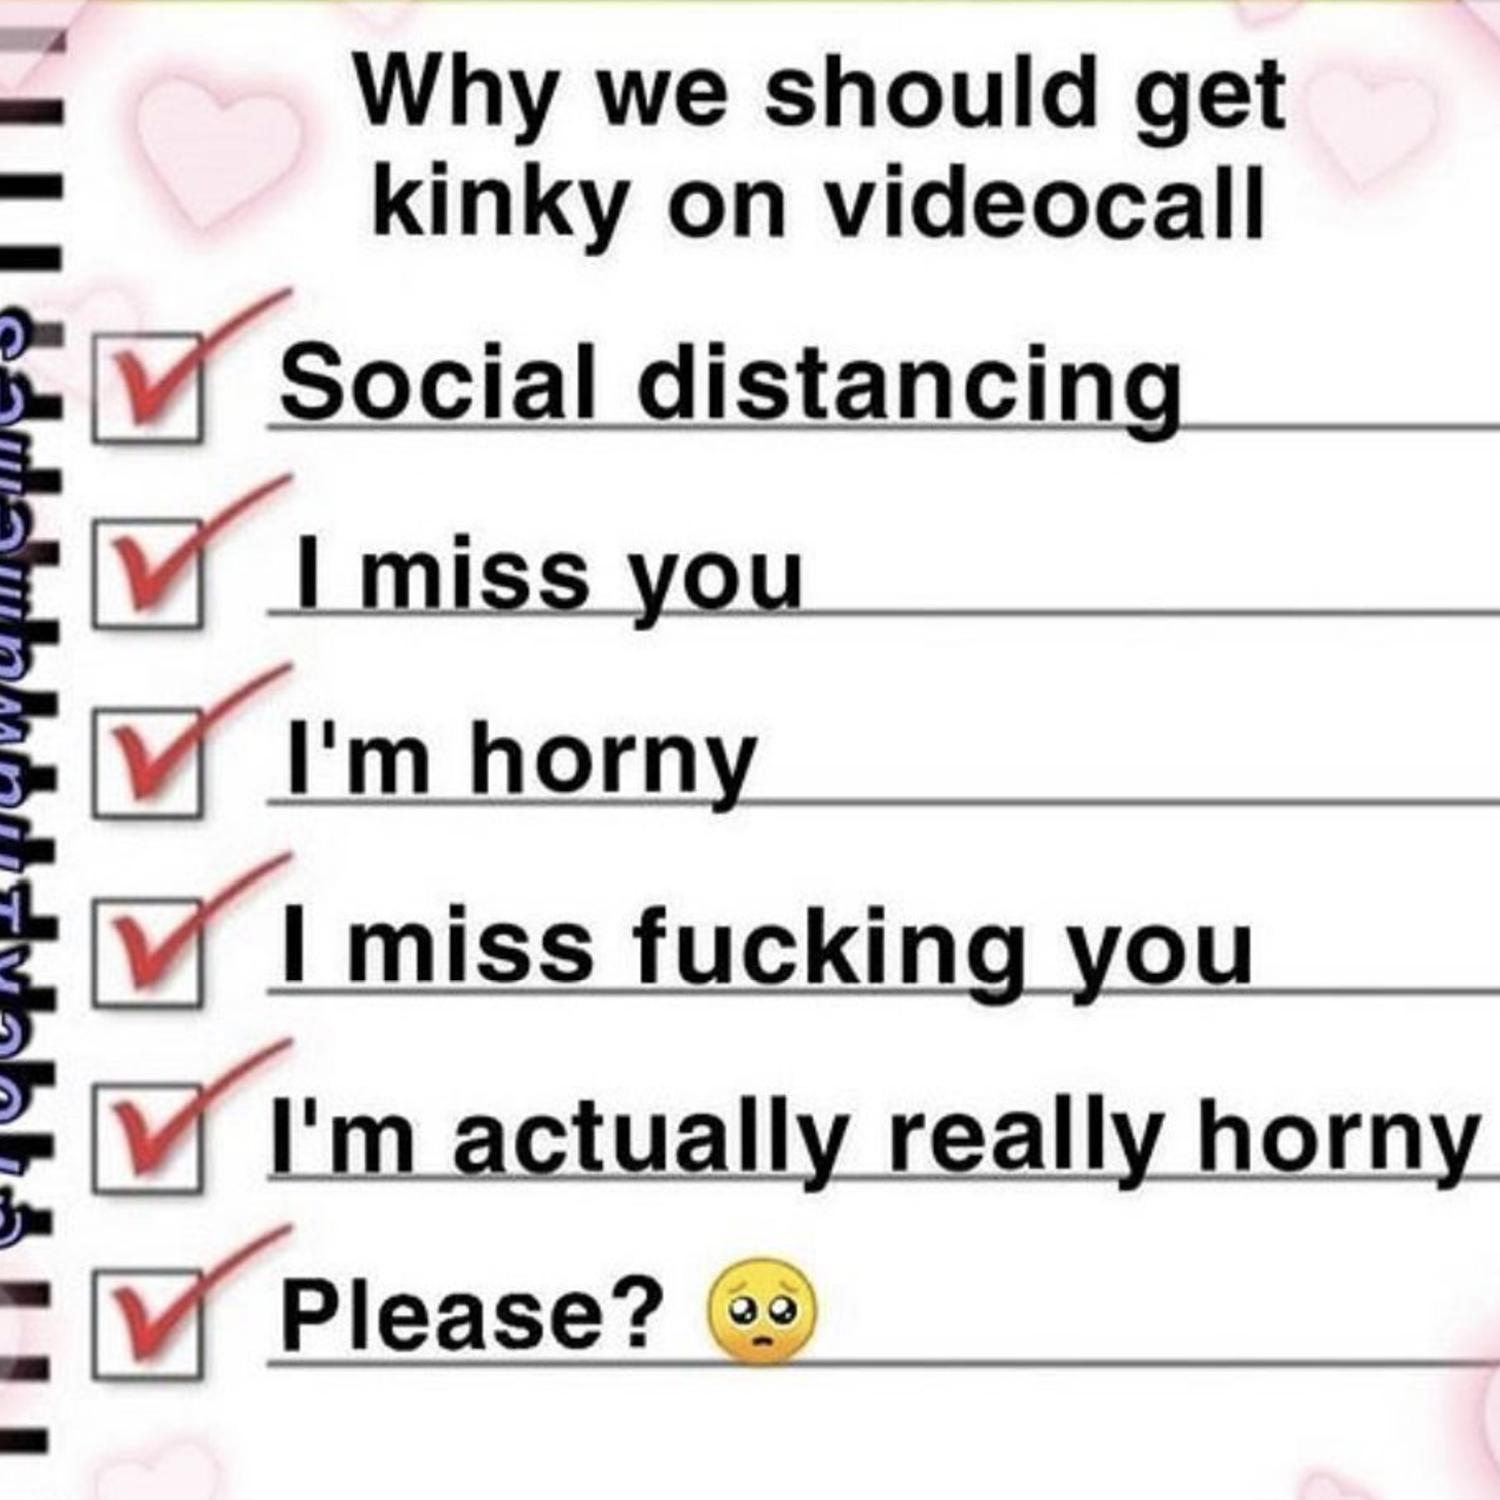 Why we should get
kinky on videocall
Social distancing
I miss you
I'm horny
I miss fucking you
I'm actually really horny
Please? 🥺